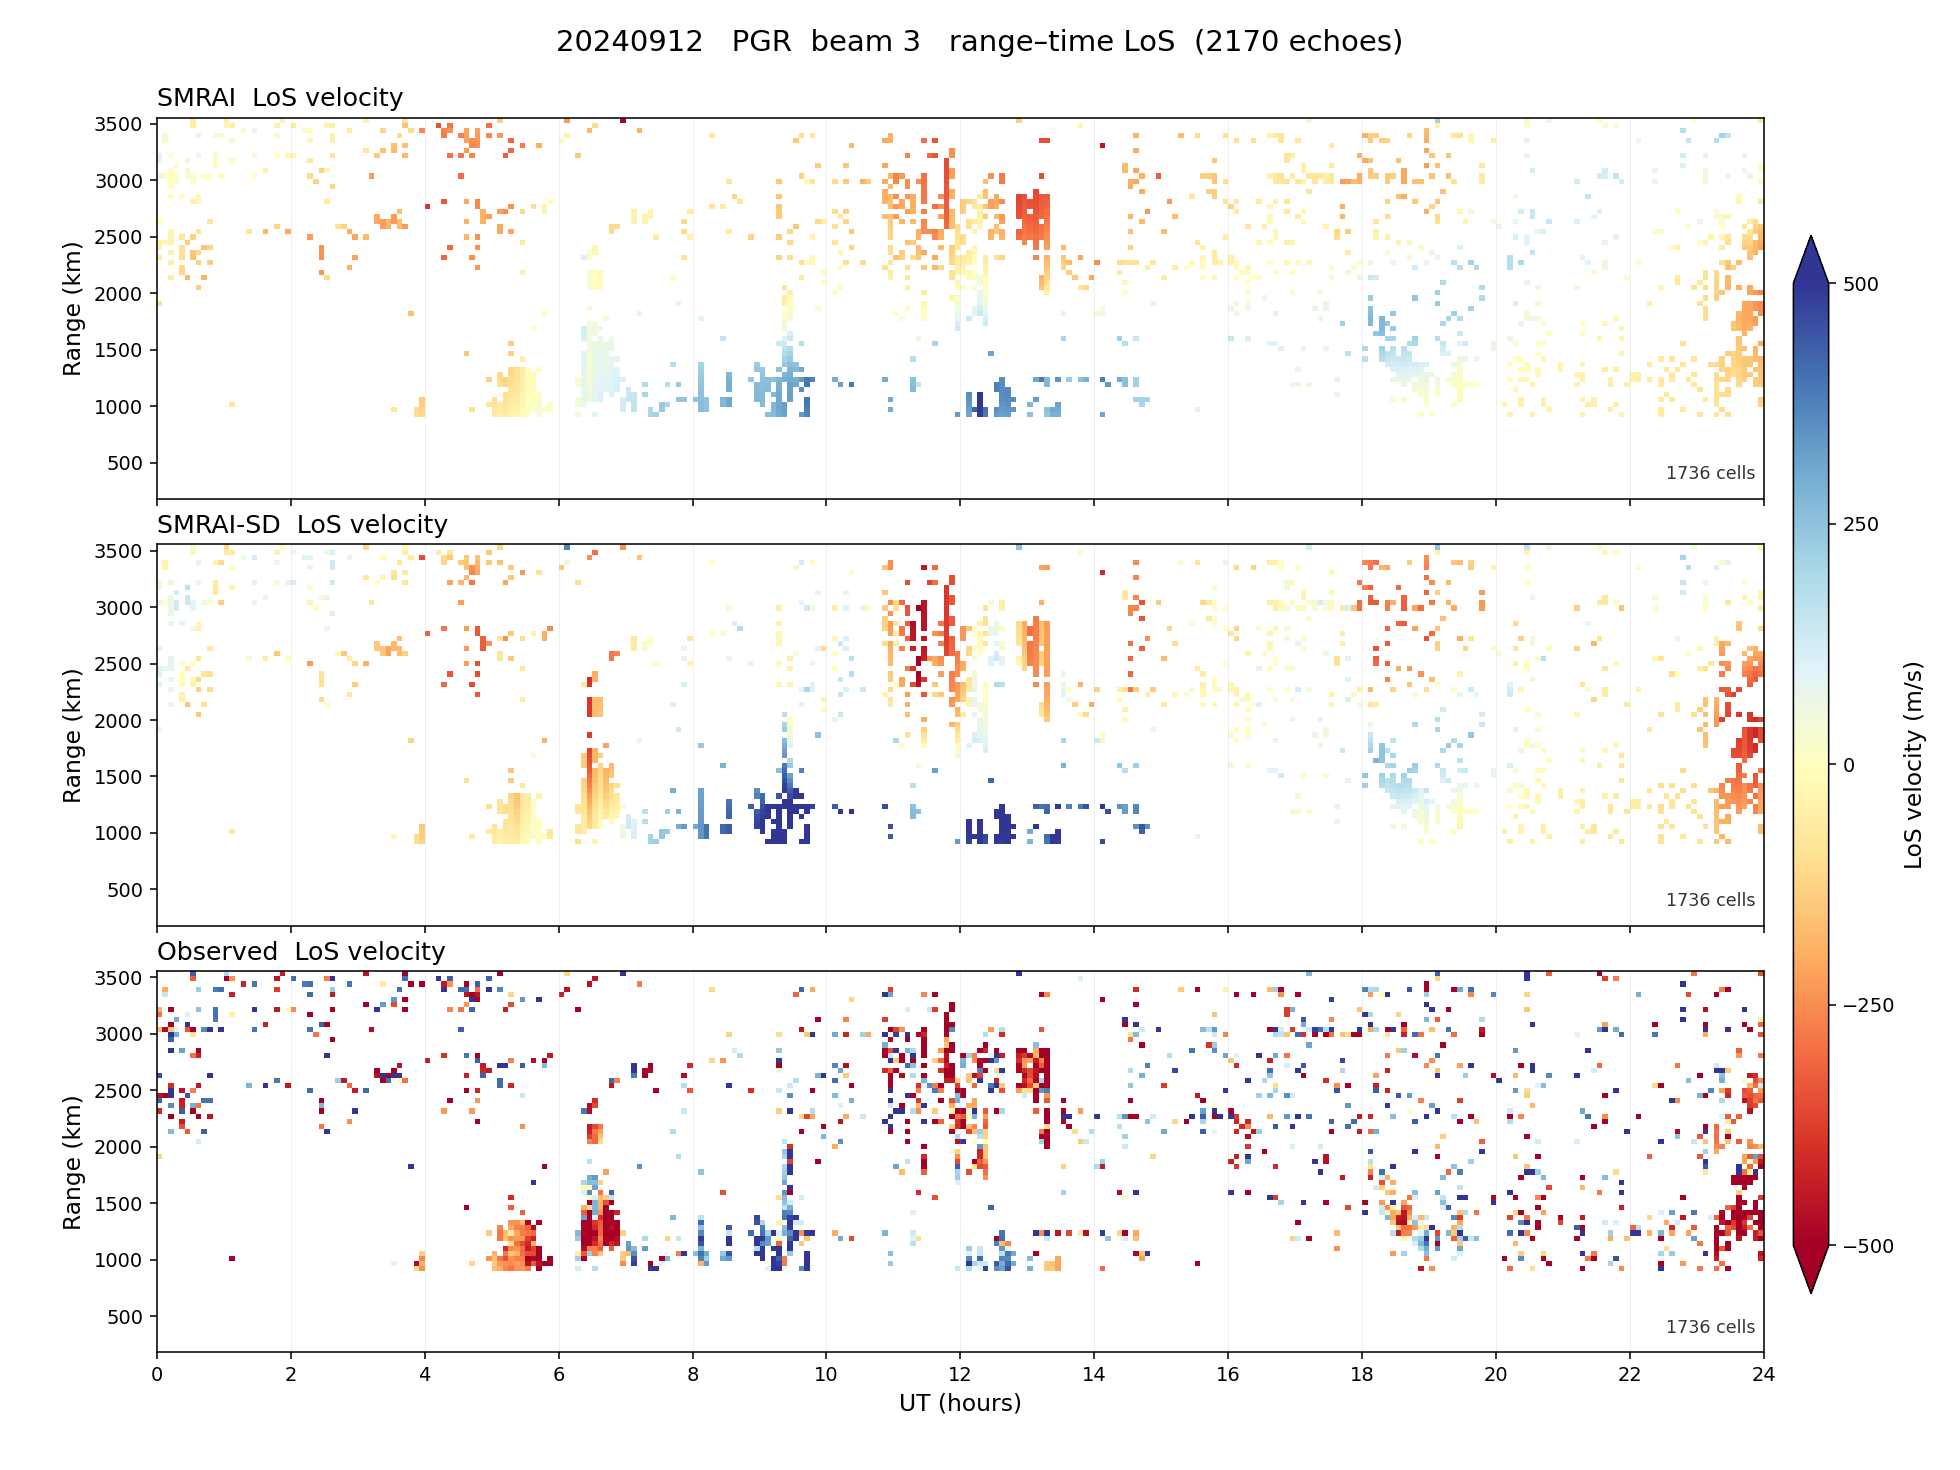 20240912   PGR  beam 3   range–time LoS  (2170 echoes)
SMRAI  LoS velocity
3500
3000
2500
2000
1500
1000
500
Range (km)
1736 cells
SMRAI-SD  LoS velocity
3500
3000
2500
2000
1500
1000
500
Range (km)
1736 cells
Observed  LoS velocity
3500
3000
2500
2000
1500
1000
500
Range (km)
1736 cells
0 2 4 6 8 10 12 14 16 18 20 22 24
UT (hours)
500
250
0
−250
−500
LoS velocity (m/s)